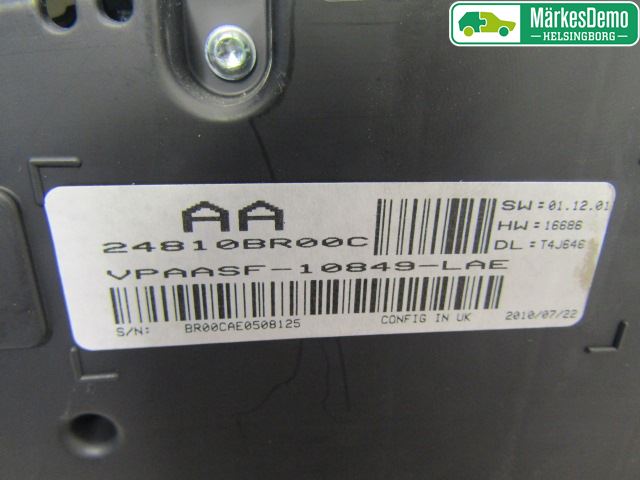 MärkesDemo
HELSINGBORG
AA
24810BR00C
VPAASF-10849-LAE
SW: 01.12.01
HW: 16686
DL: T4J646
S/N: BR00CAE0508125 CONFIG IN UK 2010/07/22